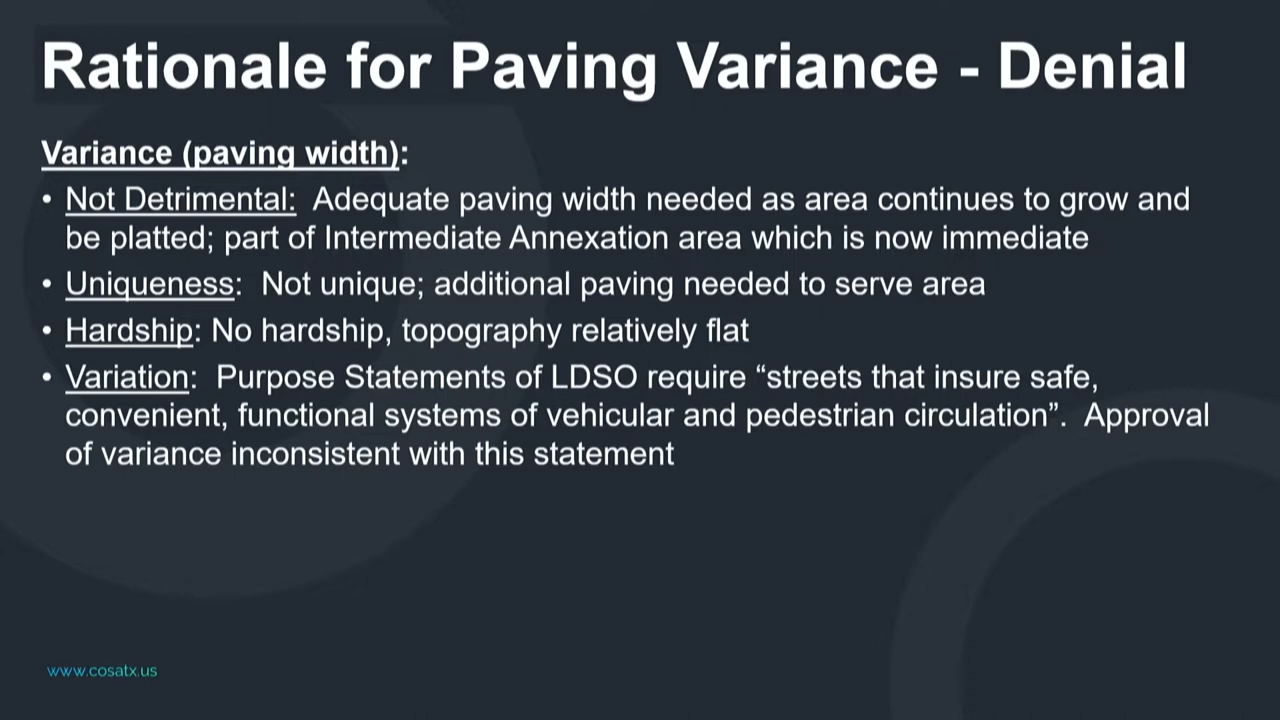 Rationale for Paving Variance - Denial
Variance (paving width):
• Not Detrimental: Adequate paving width needed as area continues to grow and
be platted; part of Intermediate Annexation area which is now immediate
• Uniqueness: Not unique; additional paving needed to serve area
• Hardship: No hardship, topography relatively flat
• Variation: Purpose Statements of LDSO require “streets that insure safe,
convenient, functional systems of vehicular and pedestrian circulation”. Approval
of variance inconsistent with this statement
www.cosatx.us